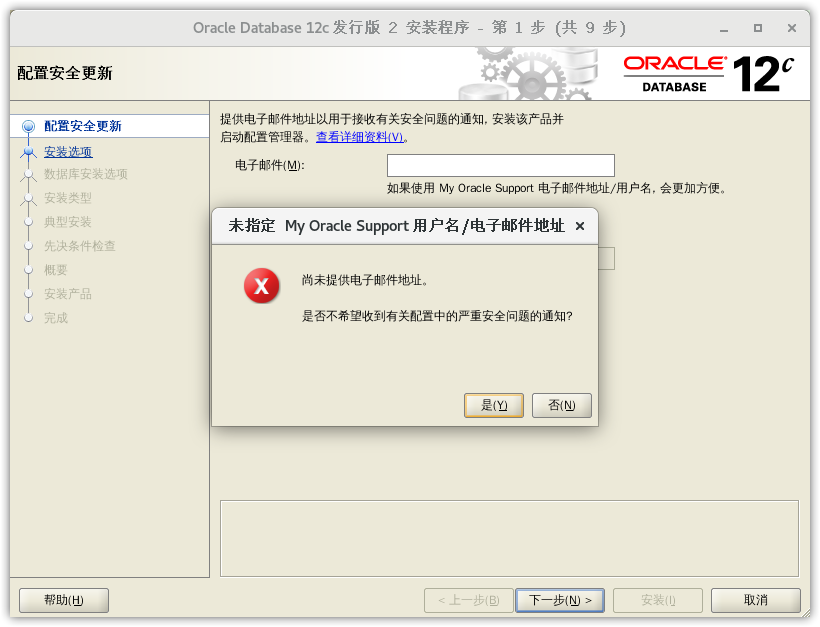 Oracle Database 12c 发行版 2 安装程序 - 第 1 步 (共 9 步)
配置安全更新
ORACLE®
DATABASE
12c
配置安全更新
安装选项
数据库安装选项
安装类型
典型安装
先决条件检查
概要
安装产品
完成
提供电子邮件地址以用于接收有关安全问题的通知, 安装该产品并
启动配置管理器。查看详细资料(V)。
电子邮件(M):
如果使用 My Oracle Support 电子邮件地址/用户名, 会更加方便。
未指定 My Oracle Support 用户名/电子邮件地址
尚未提供电子邮件地址。
是否不希望收到有关配置中的严重安全问题的通知?
是(Y)
否(N)
帮助(H)
< 上一步(B)
下一步(N) >
安装(I)
取消